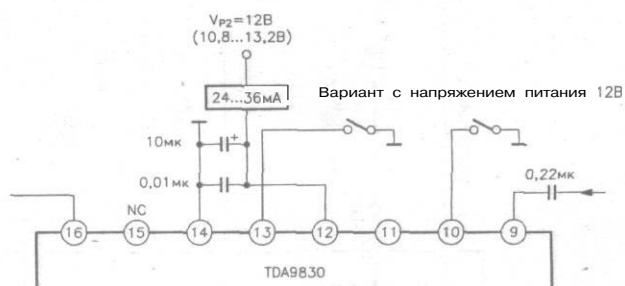 VP2=12В
(10,8...13,2В)
24...36мА
Вариант с напряжением питания 12В
10мк
+
0,01мк
0,22мк
NC
16 15 14 13 12 11 10 9
TDA9830